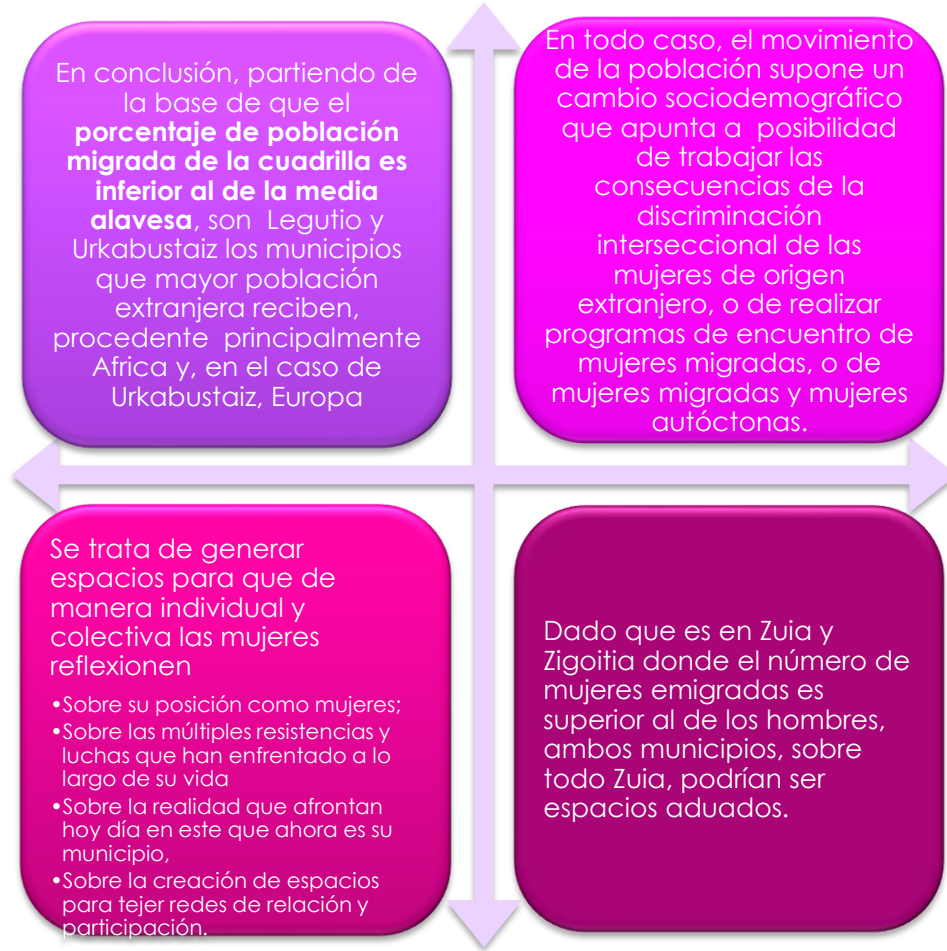 En conclusión, partiendo de
la base de que el
porcentaje de población
migrada de la cuadrilla es
inferior al de la media
alavesa, son  Legutio y
Urkabustaiz los municipios
que mayor población
extranjera reciben,
procedente  principalmente
Africa y, en el caso de
Urkabustaiz, Europa
En todo caso, el movimiento
de la población supone un
cambio sociodemográfico
que apunta a  posibilidad
de trabajar las
consecuencias de la
discriminación
interseccional de las
mujeres de origen
extranjero, o de realizar
programas de encuentro de
mujeres migradas, o de
mujeres migradas y mujeres
autóctonas.
Se trata de generar
espacios para que de
manera individual y
colectiva las mujeres
reflexionen
•Sobre su posición como mujeres;
•Sobre las múltiples resistencias y
luchas que han enfrentado a lo
largo de su vida
•Sobre la realidad que afrontan
hoy día en este que ahora es su
municipio,
•Sobre la creación de espacios
para tejer redes de relación y
participación.
Dado que es en Zuia y
Zigoitia donde el número de
mujeres emigradas es
superior al de los hombres,
ambos municipios, sobre
todo Zuia, podrían ser
espacios aduados.